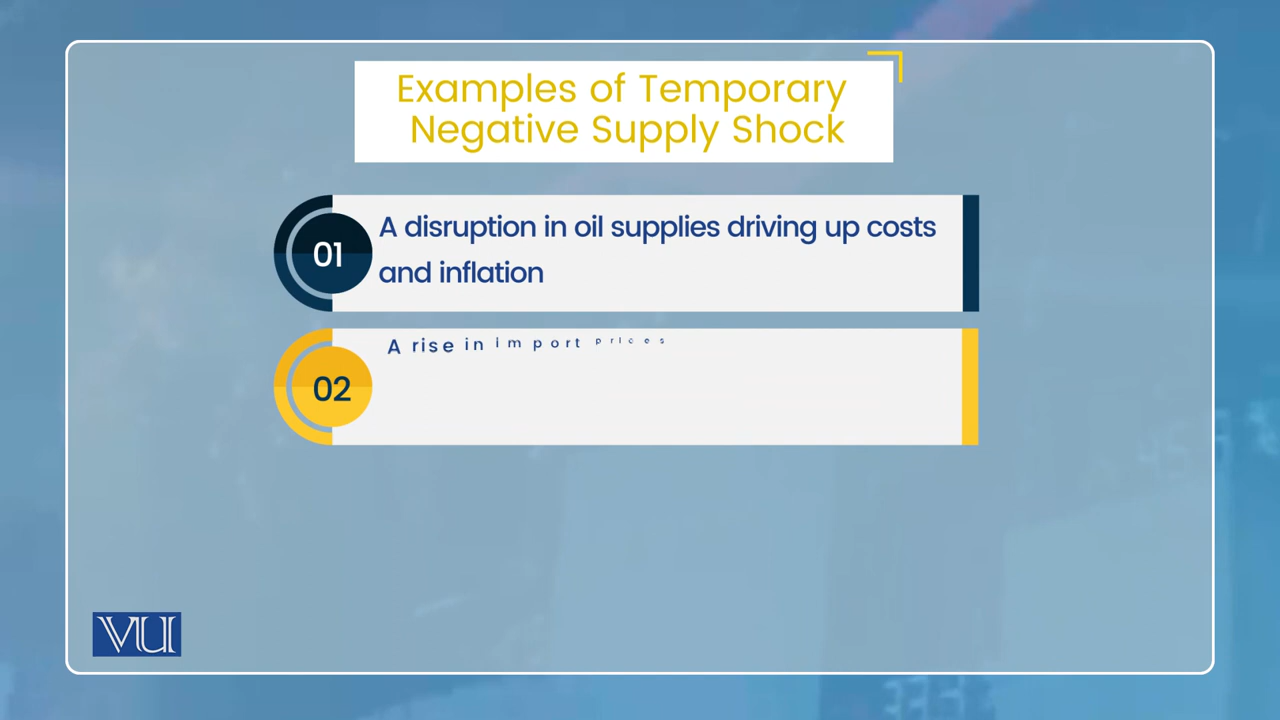 Examples of Temporary
Negative Supply Shock
01
A disruption in oil supplies driving up costs
and inflation
02
A rise in import prices
VU